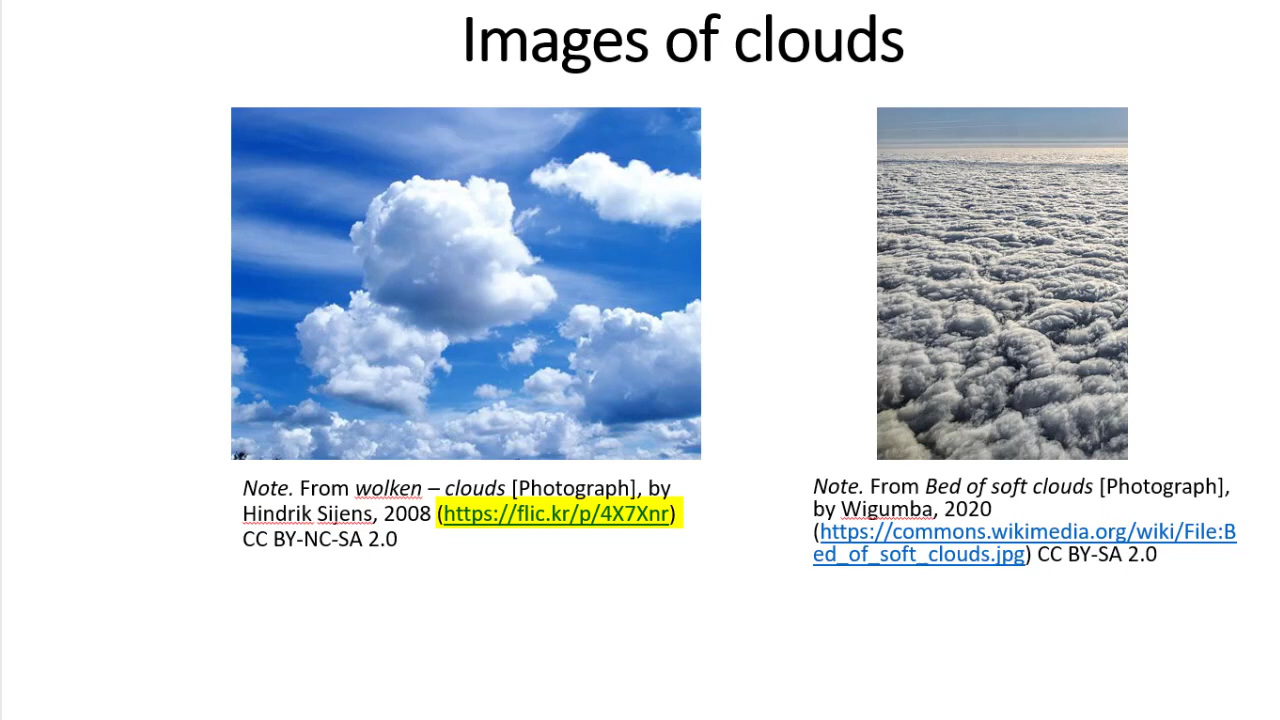 Images of clouds
Note. From wolken – clouds [Photograph], by
Hindrik Sijens, 2008 (https://flic.kr/p/4X7Xnr)
CC BY-NC-SA 2.0
Note. From Bed of soft clouds [Photograph],
by Wigumba, 2020
(https://commons.wikimedia.org/wiki/File:B
ed_of_soft_clouds.jpg) CC BY-SA 2.0